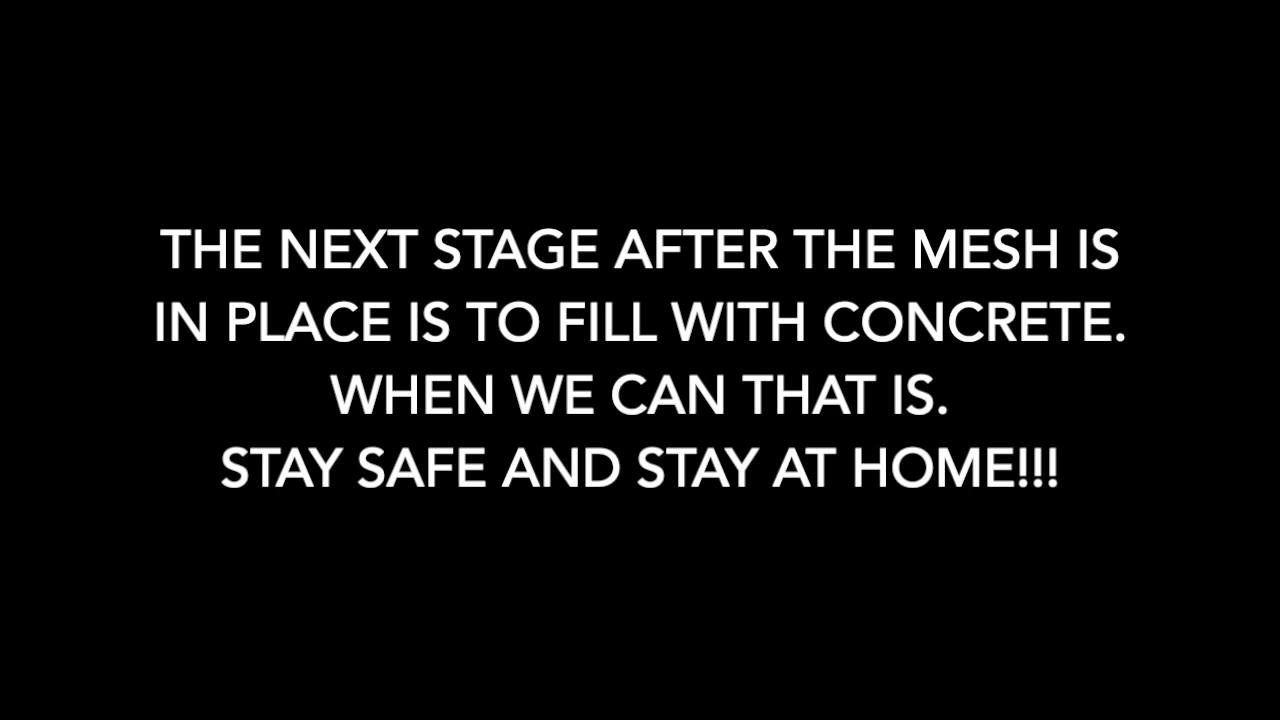 THE NEXT STAGE AFTER THE MESH IS
IN PLACE IS TO FILL WITH CONCRETE.
WHEN WE CAN THAT IS.
STAY SAFE AND STAY AT HOME!!!